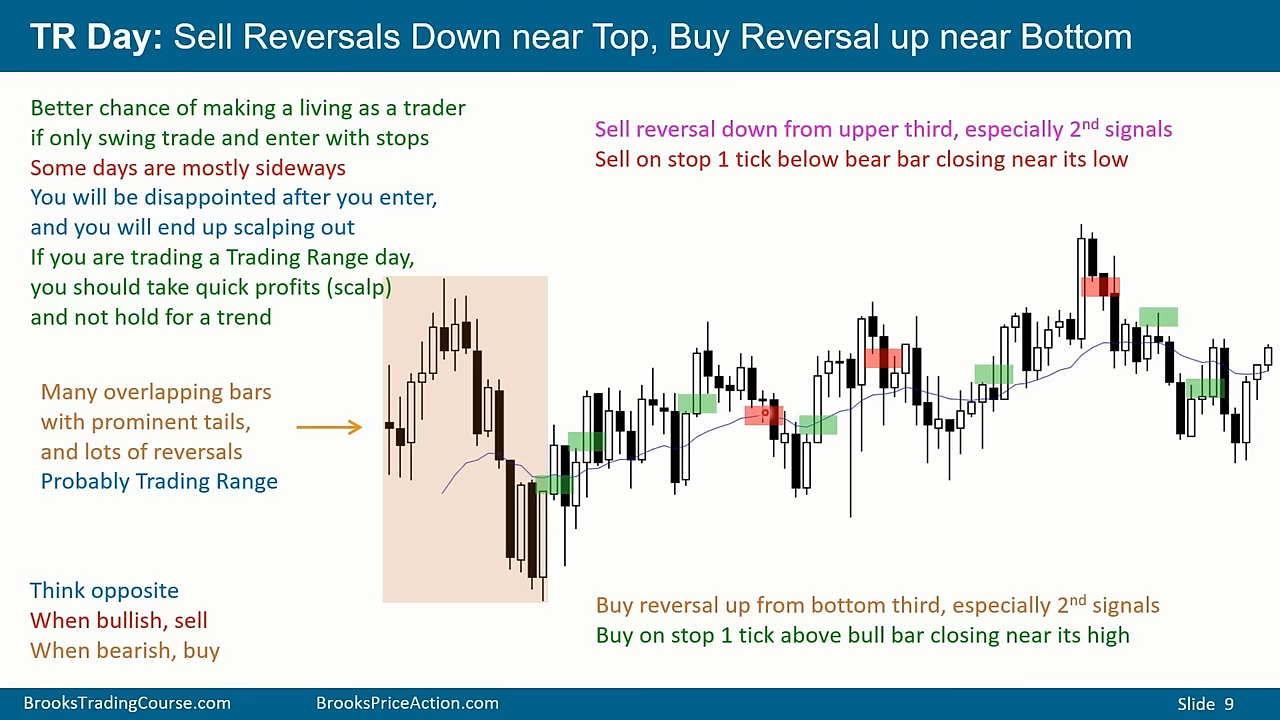 TR Day: Sell Reversals Down near Top, Buy Reversal up near Bottom
Better chance of making a living as a trader
if only swing trade and enter with stops
Some days are mostly sideways
You will be disappointed after you enter,
and you will end up scalping out
If you are trading a Trading Range day,
you should take quick profits (scalp)
and not hold for a trend
Sell reversal down from upper third, especially 2nd signals
Sell on stop 1 tick below bear bar closing near its low
Many overlapping bars
with prominent tails,
and lots of reversals
Probably Trading Range
Think opposite
When bullish, sell
When bearish, buy
Buy reversal up from bottom third, especially 2nd signals
Buy on stop 1 tick above bull bar closing near its high
BrooksTradingCourse.com
BrooksPriceAction.com
Slide 9